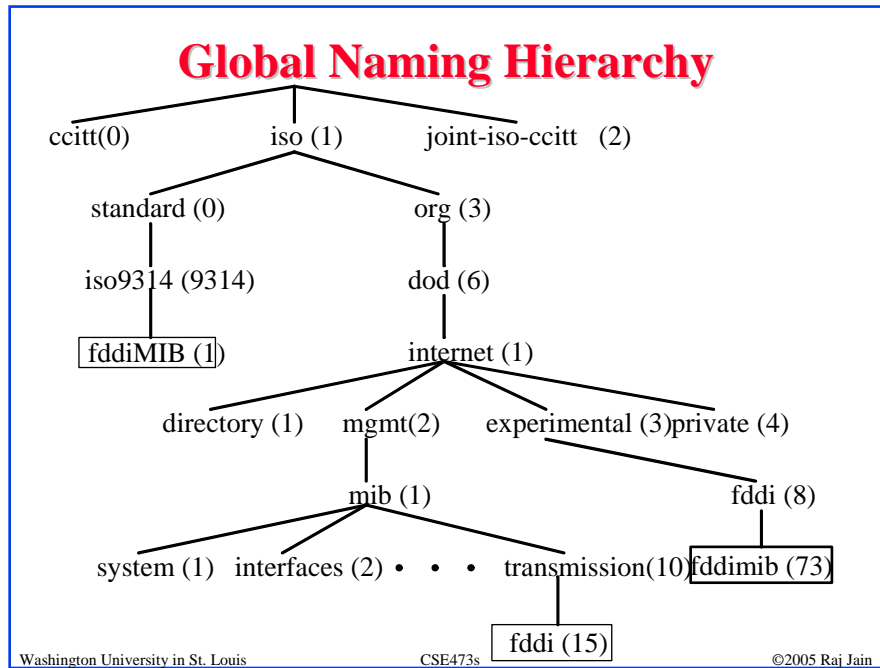 Global Naming Hierarchy
ccitt(0) iso (1) joint-iso-ccitt (2)
standard (0) org (3)
iso9314 (9314) dod (6)
fddiMIB (1) internet (1)
directory (1) mgmt(2) experimental (3)private (4)
mib (1) fddi (8)
system (1) interfaces (2) • • • transmission(10) fddimib (73)
fddi (15)
Washington University in St. Louis CSE473s ©2005 Raj Jain